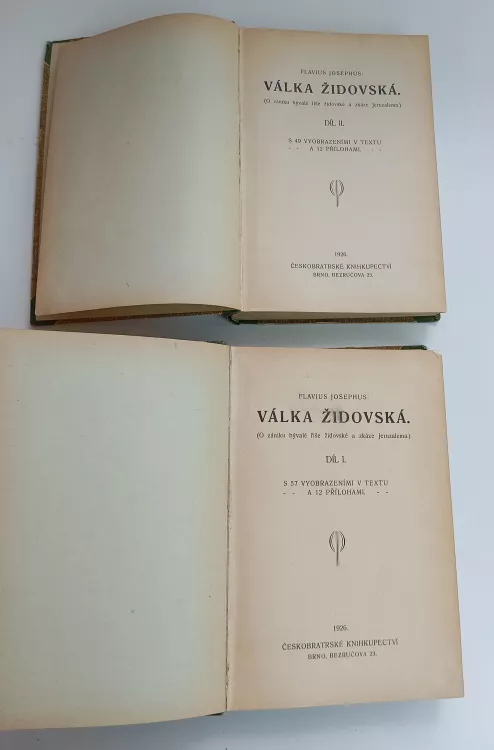 FLAVIUS JOSEPHUS:
VÁLKA ŽIDOVSKÁ.
(O zániku bývalé říše židovské a zkáze Jerusalema.)
DÍL II.
S 49 VYOBRAZENÍMI V TEXTU
- - A 12 PŘÍLOHAMI. - -
1926.
ČESKOBRATRSKÉ KNIHKUPECTVÍ
BRNO, BEZRUČOVA 23.
FLAVIUS JOSEPHUS:
VÁLKA ŽIDOVSKÁ.
(O zániku bývalé říše židovské a zkáze Jerusalema.)
DÍL I.
S 57 VYOBRAZENÍMI V TEXTU
- - A 12 PŘÍLOHAMI. - -
1926.
ČESKOBRATRSKÉ KNIHKUPECTVÍ
BRNO, BEZRUČOVA 23.